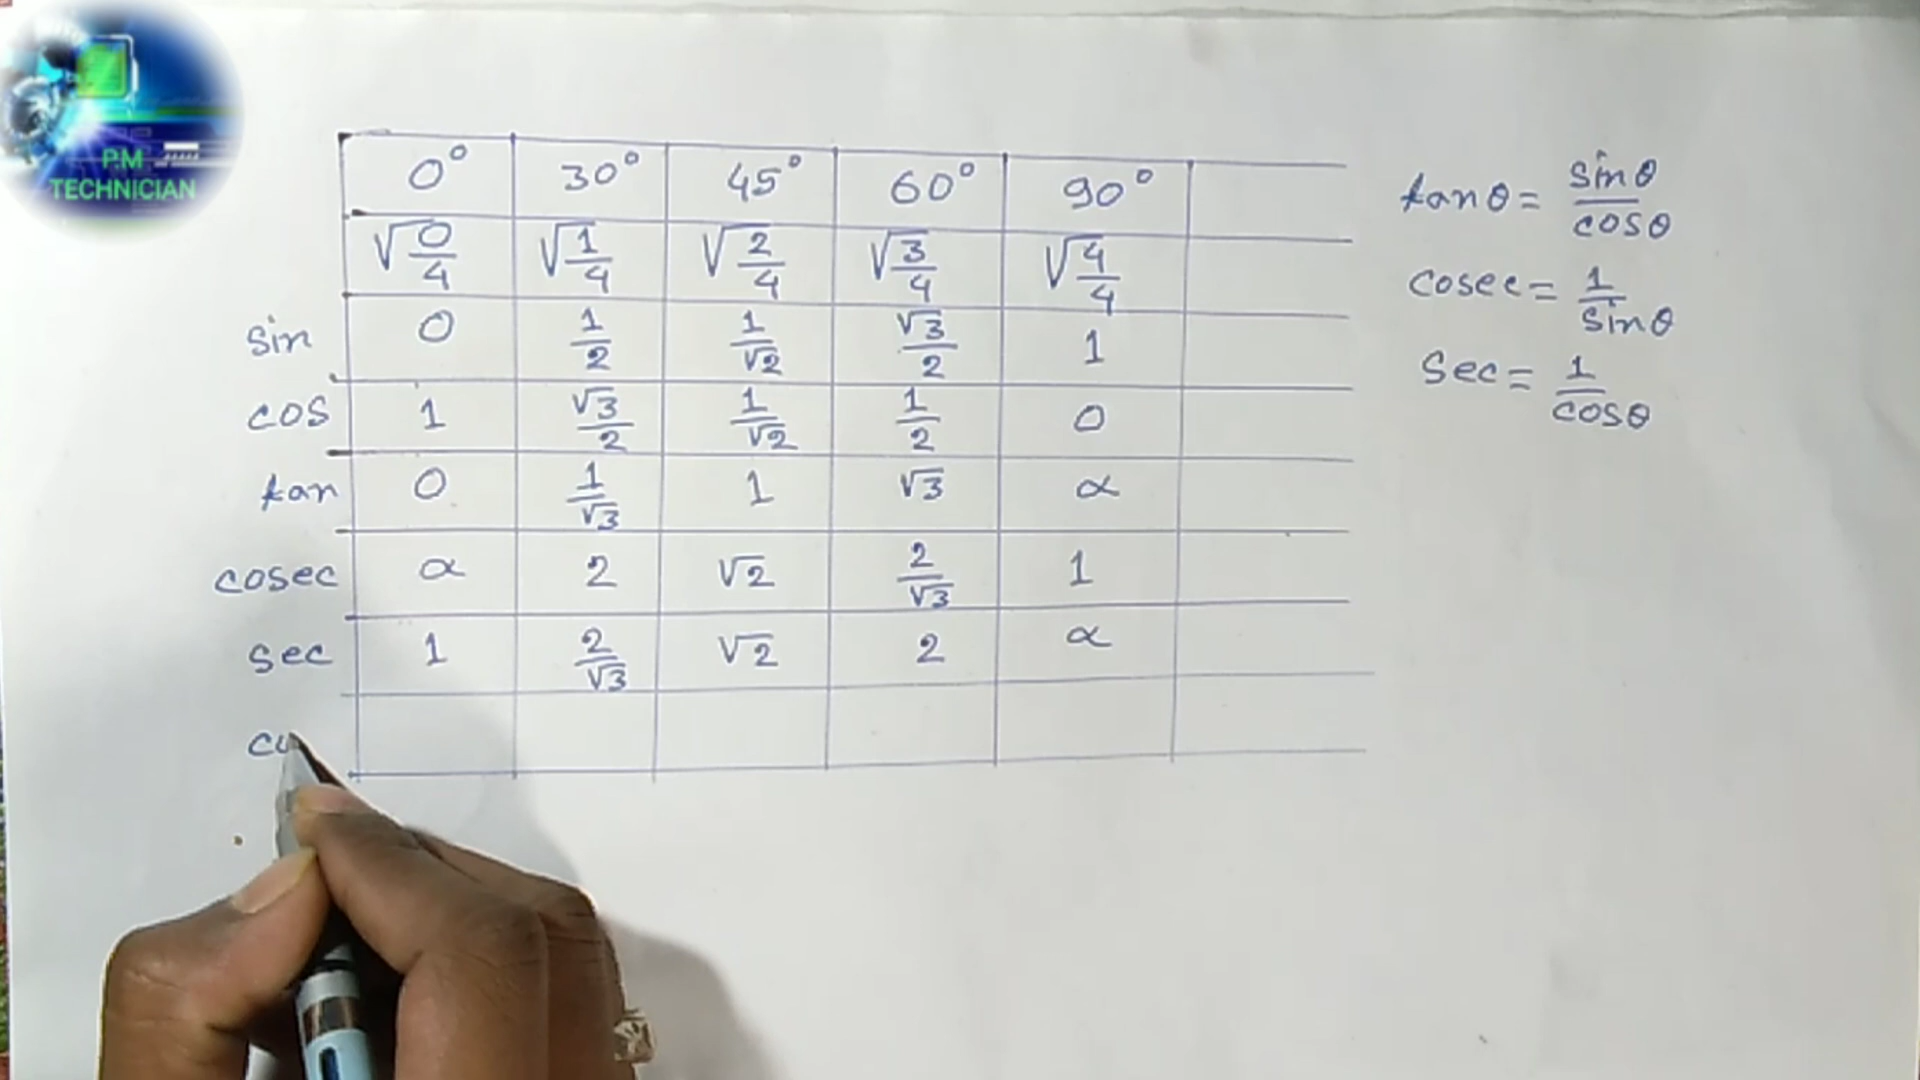 P.M
TECHNICIAN
0° 30° 45° 60° 90°
√0/4 √1/4 √2/4 √3/4 √4/4
sin 0 1/2 1/√2 √3/2 1
cos 1 √3/2 1/√2 1/2 0
tan 0 1/√3 1 √3 α
cosec α 2 √2 2/√3 1
sec 1 2/√3 √2 2 α
co
tanθ = sinθ/cosθ
cosec = 1/sinθ
Sec = 1/cosθ